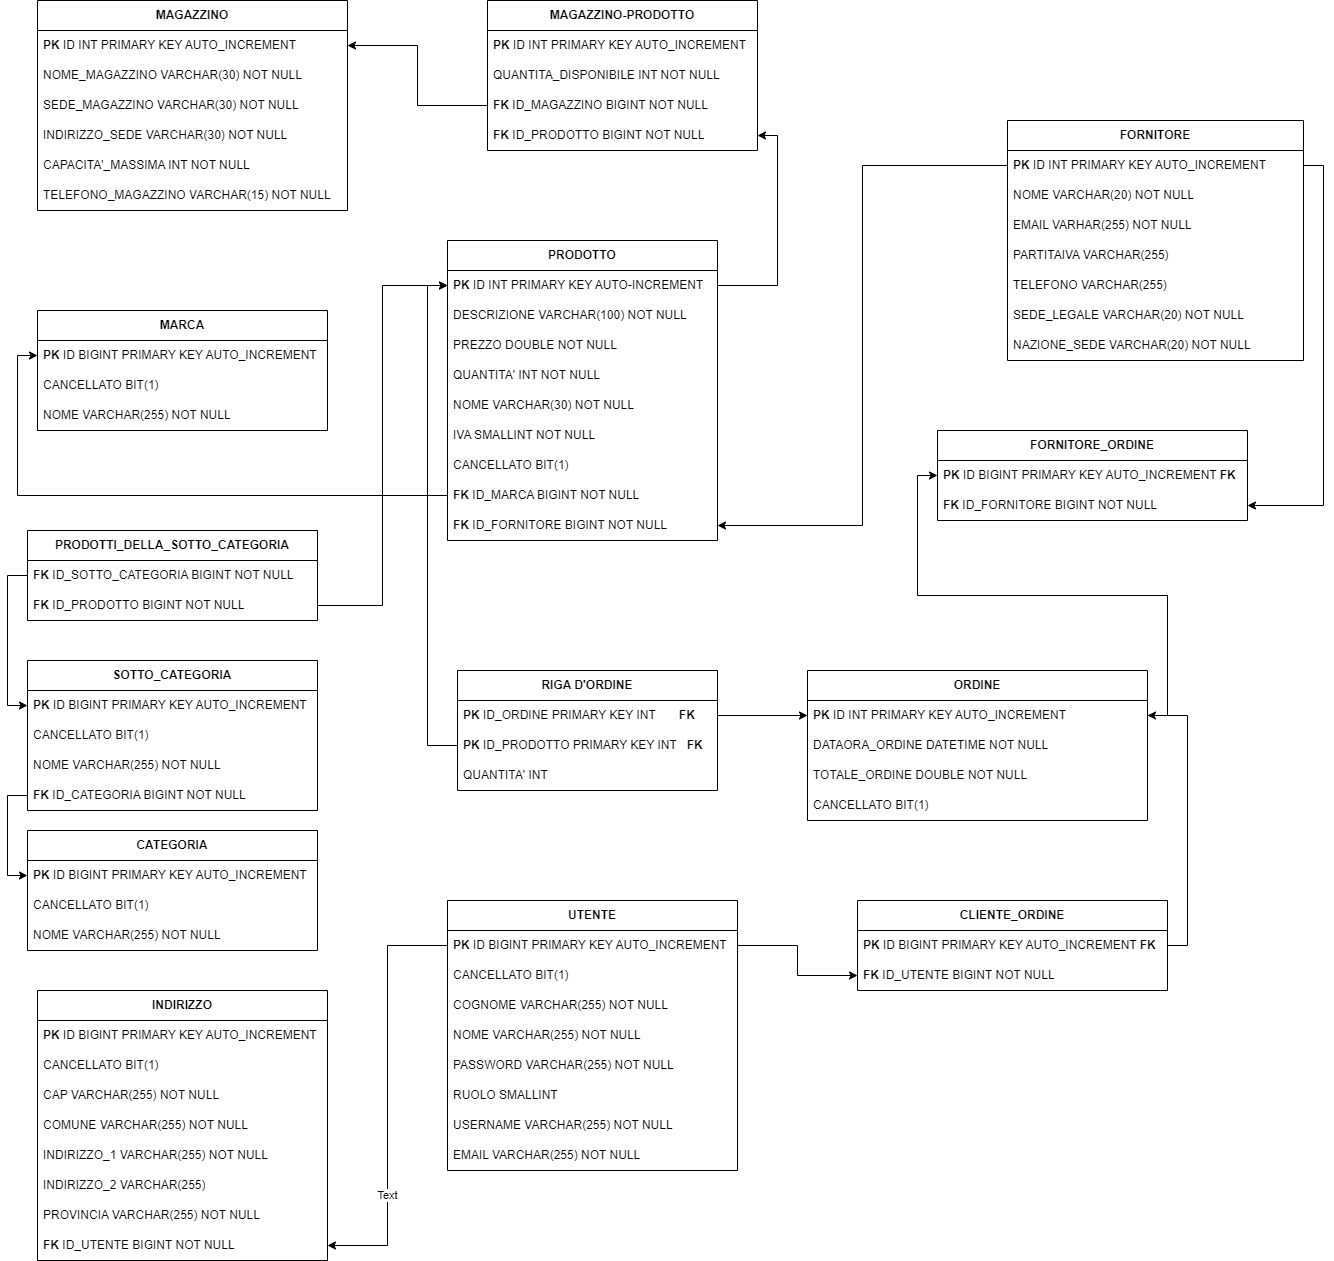 MAGAZZINO
PK ID INT PRIMARY KEY AUTO_INCREMENT
NOME_MAGAZZINO VARCHAR(30) NOT NULL
SEDE_MAGAZZINO VARCHAR(30) NOT NULL
INDIRIZZO_SEDE VARCHAR(30) NOT NULL
CAPACITA'_MASSIMA INT NOT NULL
TELEFONO_MAGAZZINO VARCHAR(15) NOT NULL
MAGAZZINO-PRODOTTO
PK ID INT PRIMARY KEY AUTO_INCREMENT
QUANTITA_DISPONIBILE INT NOT NULL
FK ID_MAGAZZINO BIGINT NOT NULL
FK ID_PRODOTTO BIGINT NOT NULL
FORNITORE
PK ID INT PRIMARY KEY AUTO_INCREMENT
NOME VARCHAR(20) NOT NULL
EMAIL VARHAR(255) NOT NULL
PARTITAIVA VARCHAR(255)
TELEFONO VARCHAR(255)
SEDE_LEGALE VARCHAR(20) NOT NULL
NAZIONE_SEDE VARCHAR(20) NOT NULL
PRODOTTO
PK ID INT PRIMARY KEY AUTO-INCREMENT
DESCRIZIONE VARCHAR(100) NOT NULL
PREZZO DOUBLE NOT NULL
QUANTITA' INT NOT NULL
NOME VARCHAR(30) NOT NULL
IVA SMALLINT NOT NULL
CANCELLATO BIT(1)
FK ID_MARCA BIGINT NOT NULL
FK ID_FORNITORE BIGINT NOT NULL
MARCA
PK ID BIGINT PRIMARY KEY AUTO_INCREMENT
CANCELLATO BIT(1)
NOME VARCHAR(255) NOT NULL
FORNITORE_ORDINE
PK ID BIGINT PRIMARY KEY AUTO_INCREMENT FK
FK ID_FORNITORE BIGINT NOT NULL
PRODOTTI_DELLA_SOTTO_CATEGORIA
FK ID_SOTTO_CATEGORIA BIGINT NOT NULL
FK ID_PRODOTTO BIGINT NOT NULL
SOTTO_CATEGORIA
PK ID BIGINT PRIMARY KEY AUTO_INCREMENT
CANCELLATO BIT(1)
NOME VARCHAR(255) NOT NULL
FK ID_CATEGORIA BIGINT NOT NULL
RIGA D'ORDINE
PK ID_ORDINE PRIMARY KEY INT FK
PK ID_PRODOTTO PRIMARY KEY INT FK
QUANTITA' INT
ORDINE
PK ID INT PRIMARY KEY AUTO_INCREMENT
DATAORA_ORDINE DATETIME NOT NULL
TOTALE_ORDINE DOUBLE NOT NULL
CANCELLATO BIT(1)
CATEGORIA
PK ID BIGINT PRIMARY KEY AUTO_INCREMENT
CANCELLATO BIT(1)
NOME VARCHAR(255) NOT NULL
UTENTE
PK ID BIGINT PRIMARY KEY AUTO_INCREMENT
CANCELLATO BIT(1)
COGNOME VARCHAR(255) NOT NULL
NOME VARCHAR(255) NOT NULL
PASSWORD VARCHAR(255) NOT NULL
RUOLO SMALLINT
USERNAME VARCHAR(255) NOT NULL
EMAIL VARCHAR(255) NOT NULL
CLIENTE_ORDINE
PK ID BIGINT PRIMARY KEY AUTO_INCREMENT FK
FK ID_UTENTE BIGINT NOT NULL
INDIRIZZO
PK ID BIGINT PRIMARY KEY AUTO_INCREMENT
CANCELLATO BIT(1)
CAP VARCHAR(255) NOT NULL
COMUNE VARCHAR(255) NOT NULL
INDIRIZZO_1 VARCHAR(255) NOT NULL
INDIRIZZO_2 VARCHAR(255)
PROVINCIA VARCHAR(255) NOT NULL
FK ID_UTENTE BIGINT NOT NULL
Text